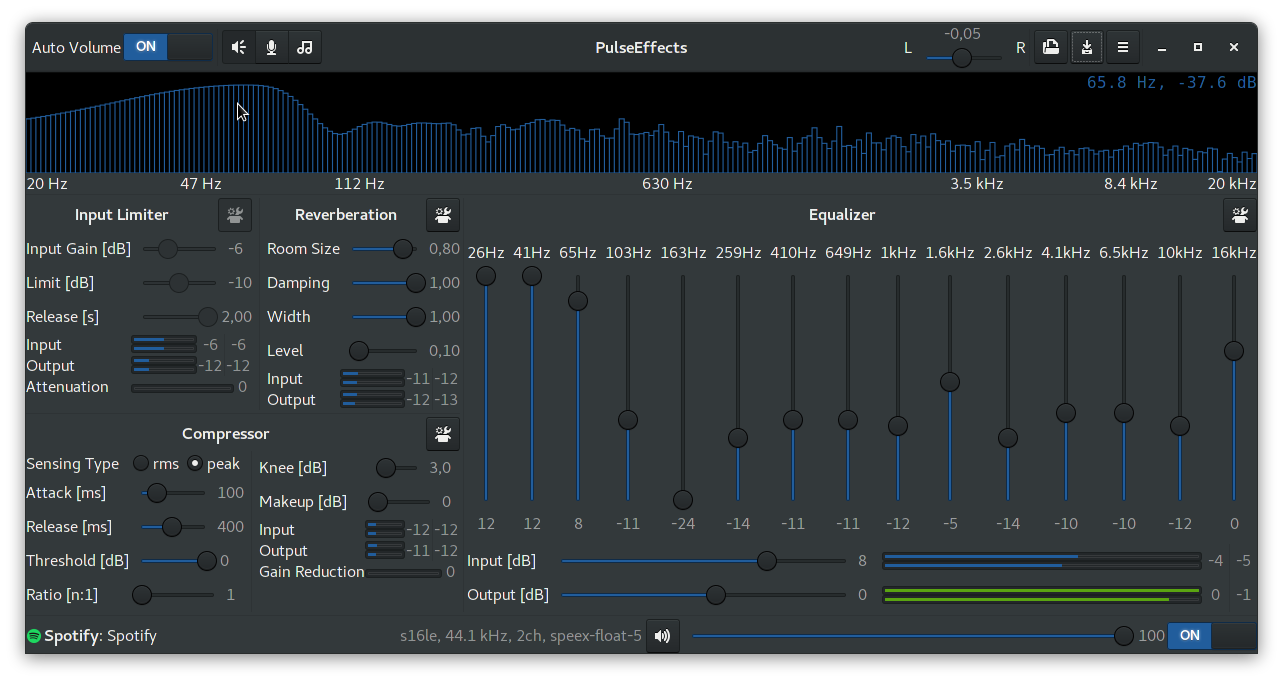 Auto Volume ON PulseEffects L -0,05 R
65.8 Hz, -37.6 dB
20 Hz 47 Hz 112 Hz 630 Hz 3.5 kHz 8.4 kHz 20 kHz
Input Limiter
Input Gain [dB] -6
Limit [dB] -10
Release [s] 2,00
Input -6 -6
Output -12 -12
Attenuation 0
Reverberation
Room Size 0,80
Damping 1,00
Width 1,00
Level 0,10
Input -11 -12
Output -12 -13
Compressor
Sensing Type rms peak
Attack [ms] 100
Release [ms] 400
Threshold [dB] 0
Ratio [n:1] 1
Knee [dB] 3,0
Makeup [dB] 0
Input -12 -12
Output -11 -12
Gain Reduction 0
Equalizer
26Hz 41Hz 65Hz 103Hz 163Hz 259Hz 410Hz 649Hz 1kHz 1.6kHz 2.6kHz 4.1kHz 6.5kHz 10kHz 16kHz
12 12 8 -11 -24 -14 -11 -11 -12 -5 -14 -10 -10 -12 0
Input [dB] 8 -4 -5
Output [dB] 0 0 -1
Spotify: Spotify s16le, 44.1 kHz, 2ch, speex-float-5 100 ON